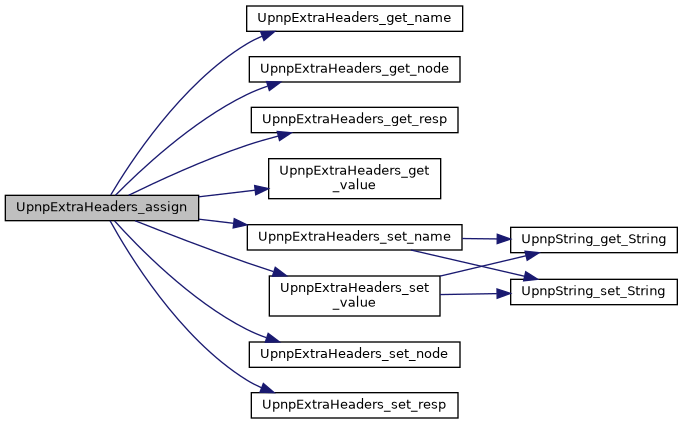 UpnpExtraHeaders_assign
UpnpExtraHeaders_get_name
UpnpExtraHeaders_get_node
UpnpExtraHeaders_get_resp
UpnpExtraHeaders_get
_value
UpnpExtraHeaders_set_name
UpnpExtraHeaders_set
_value
UpnpExtraHeaders_set_node
UpnpExtraHeaders_set_resp
UpnpString_get_String
UpnpString_set_String